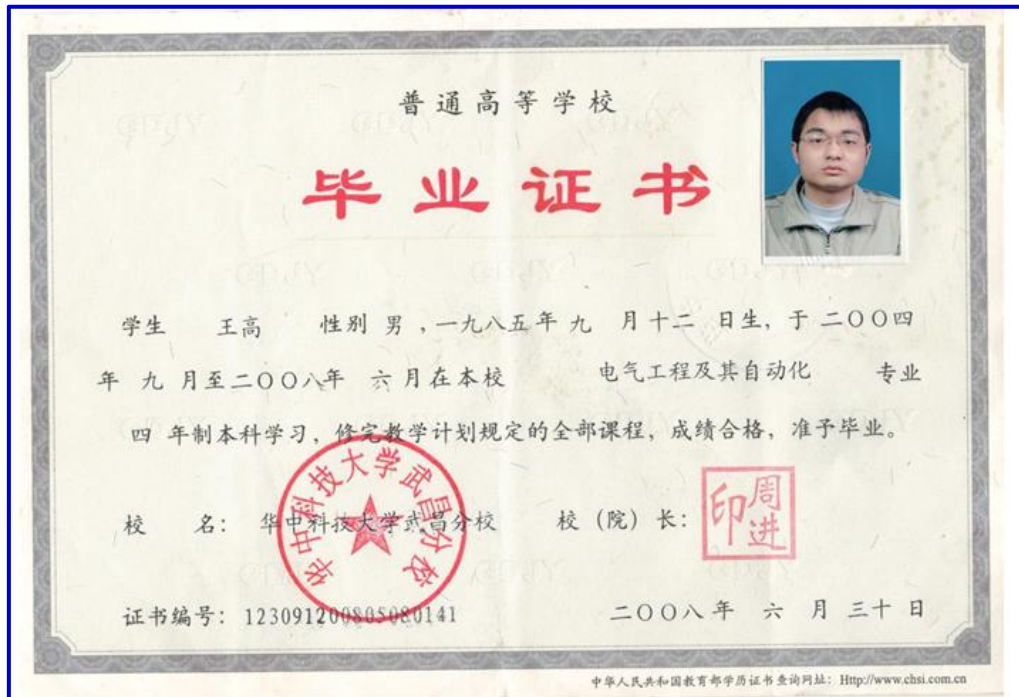 普通高等学校
毕业证书
学生 王高 性别 男 ,一九八五年 九 月十二 日生, 于 二〇〇四
年 九 月至二〇〇八年 六 月在本校 电气工程及其自动化 专业
四 年制本科学习, 修完教学计划规定的全部课程, 成绩合格, 准予毕业。
华中科技大学武昌分校
校 名: 华中科技大学武昌分校 校 (院) 长: 周进印
证书编号: 123091200805080141 二〇〇八年 六 月 三十 日
中华人民共和国教育部学历证书查询网址: Http://www.chsi.com.cn